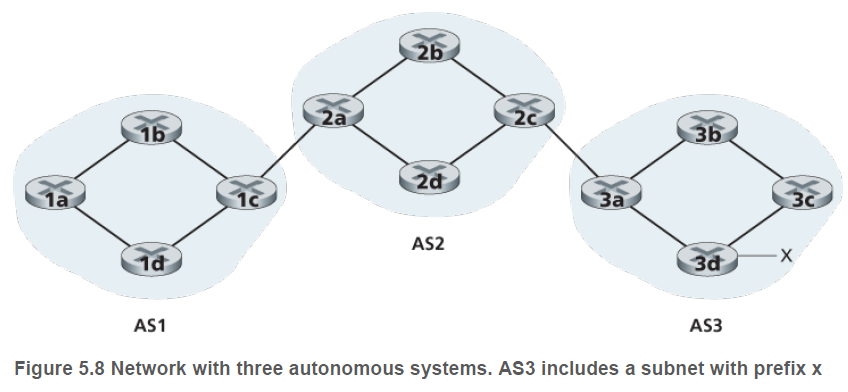 2b
2a
2c
2d
AS2
1b
1a
1c
1d
AS1
3b
3a
3c
3d
X
AS3
Figure 5.8 Network with three autonomous systems. AS3 includes a subnet with prefix x